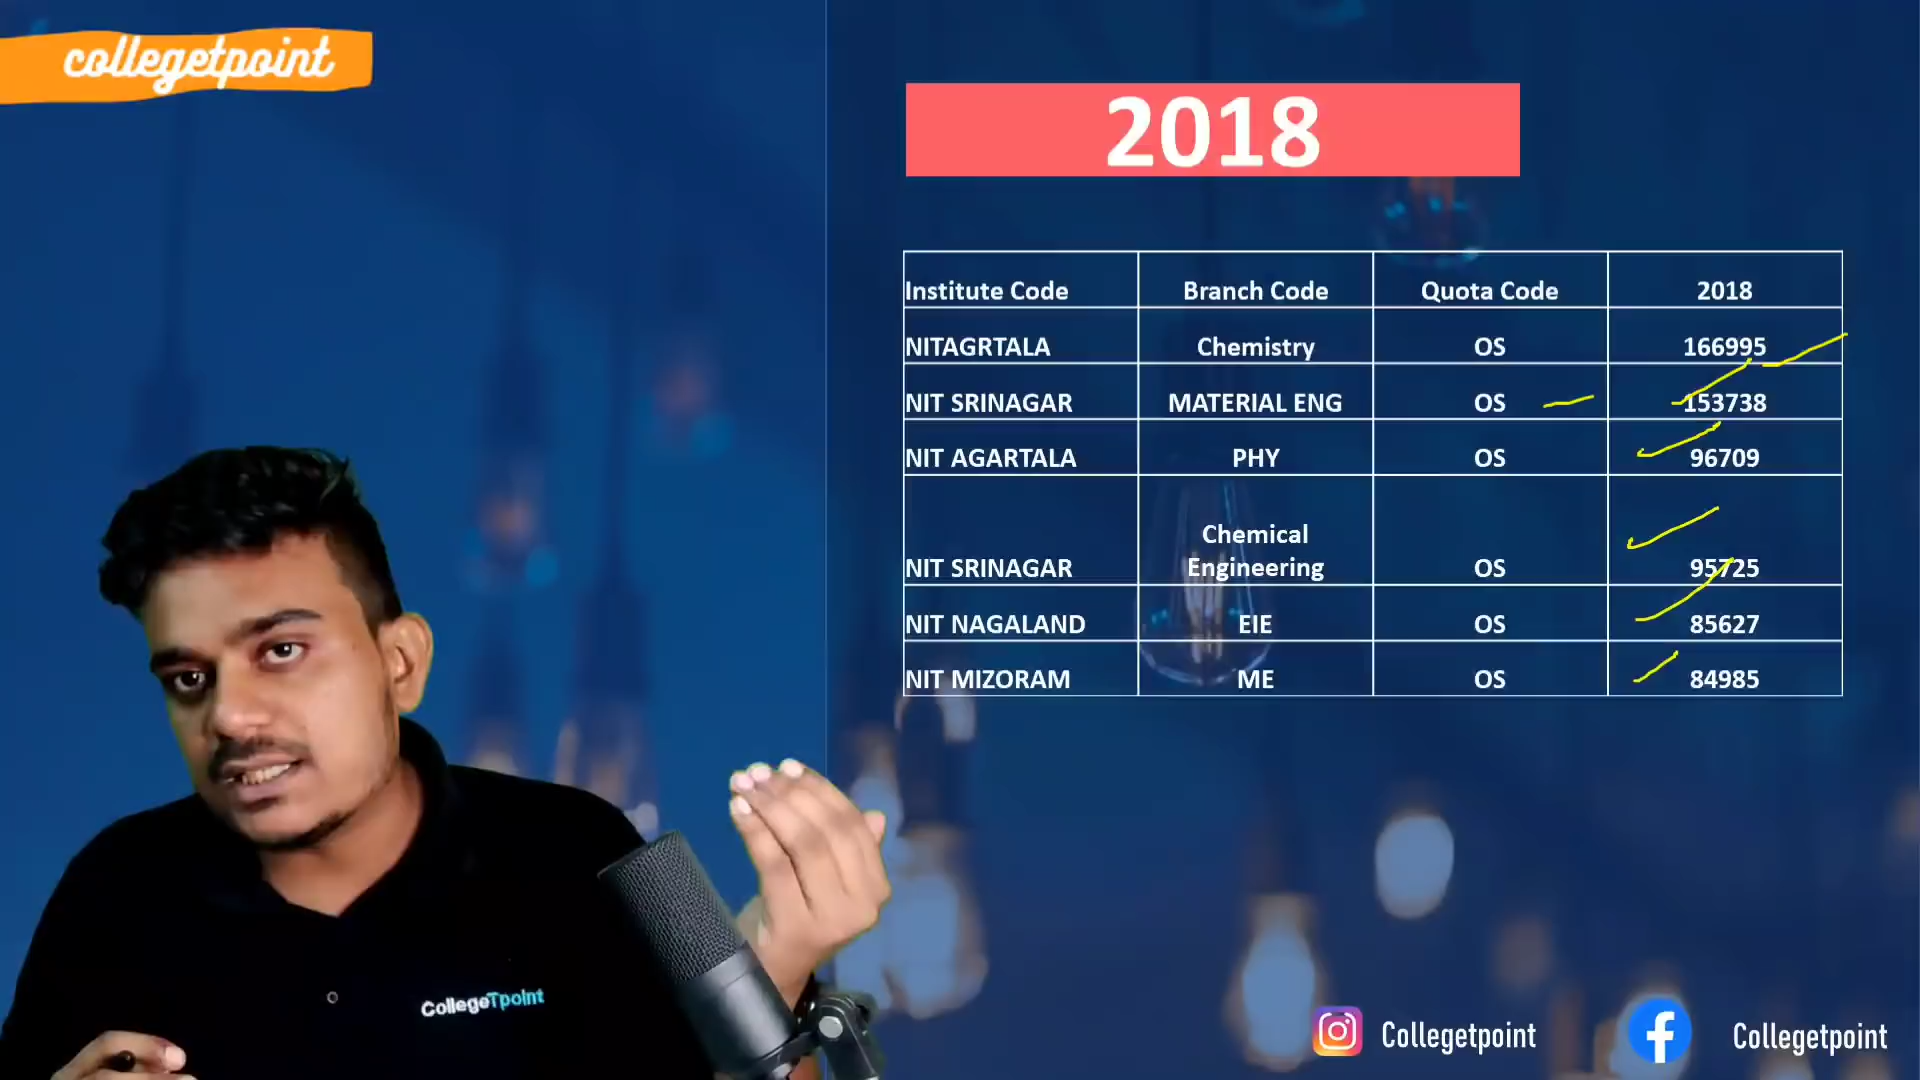 collegetpoint
2018
Institute Code Branch Code Quota Code 2018
NITAGRTALA Chemistry OS 166995
NIT SRINAGAR MATERIAL ENG OS 153738
NIT AGARTALA PHY OS 96709
NIT SRINAGAR Chemical Engineering OS 95725
NIT NAGALAND EIE OS 85627
NIT MIZORAM ME OS 84985
CollegeTpoint
Collegetpoint
Collegetpoint